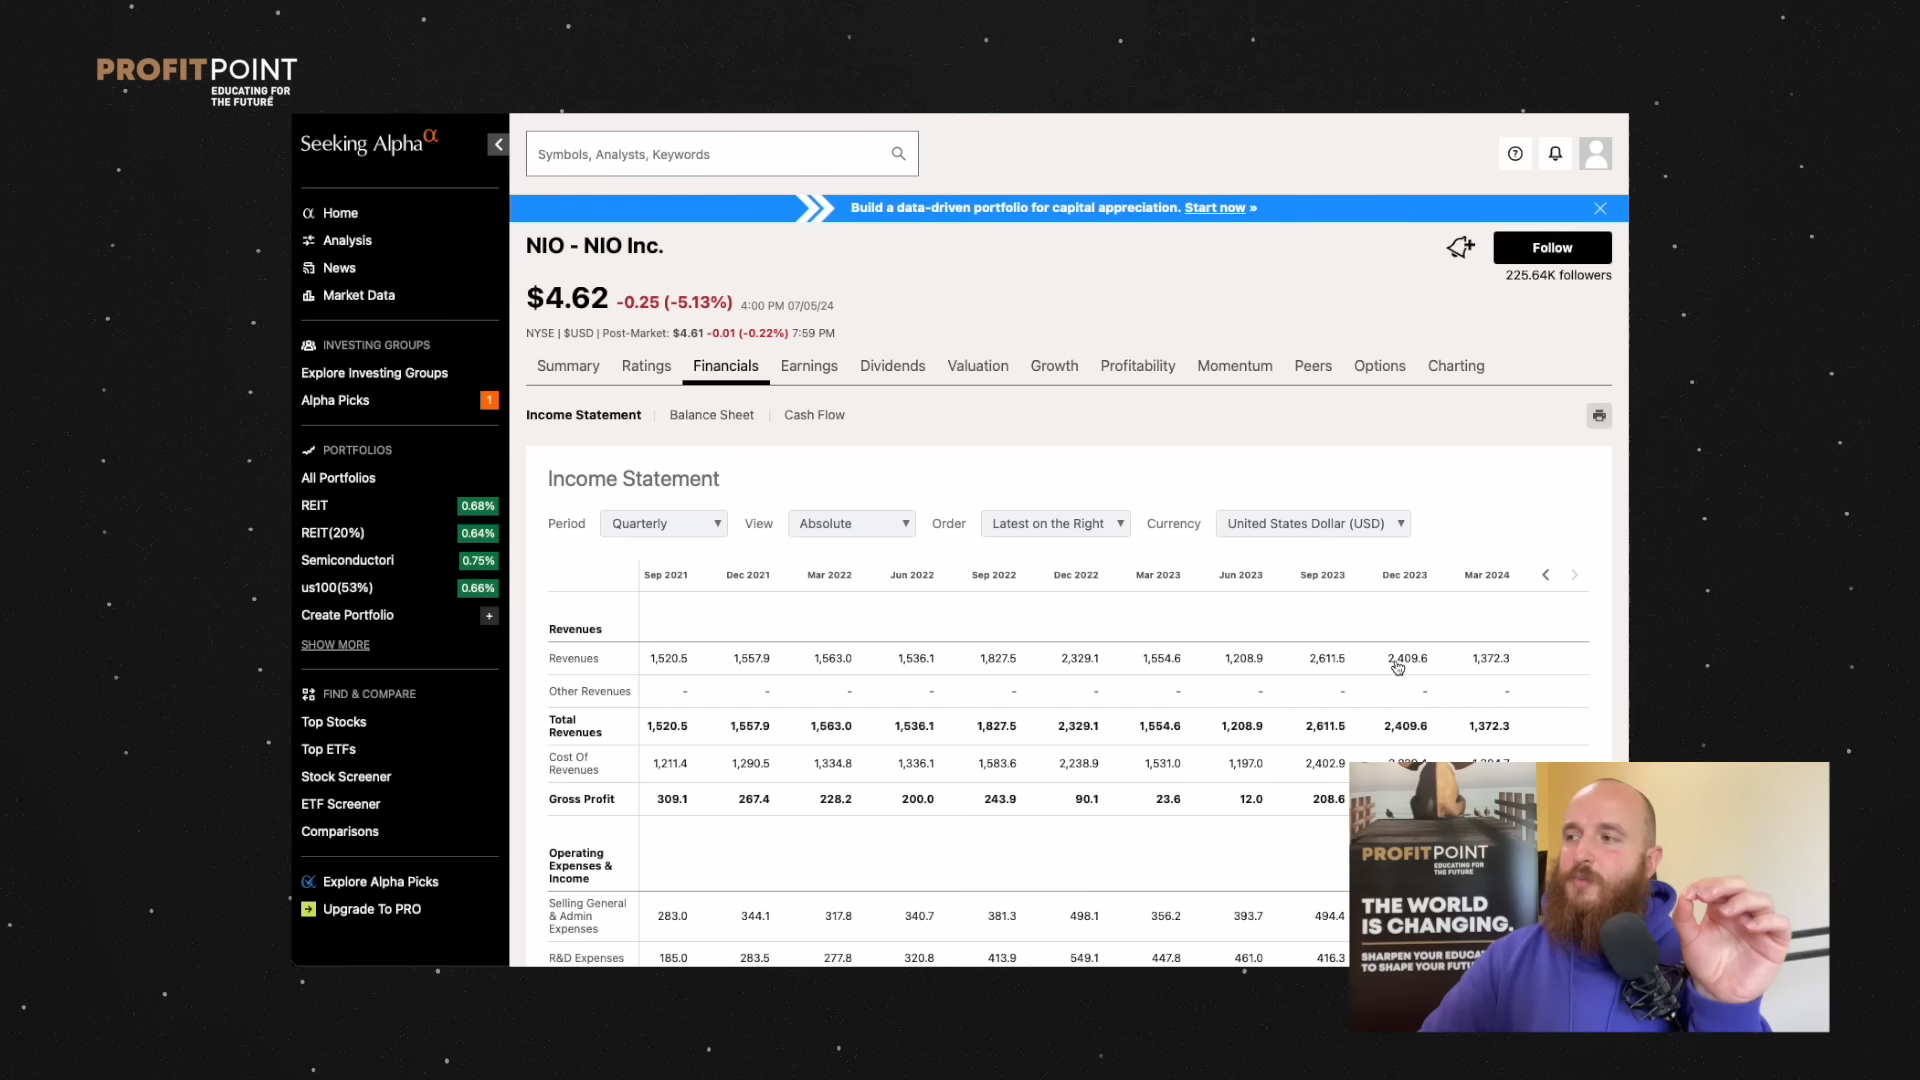 PROFITPOINT
EDUCATING FOR
THE FUTURE
Seeking Alpha α
Home
Analysis
News
Market Data
INVESTING GROUPS
Explore Investing Groups
Alpha Picks 1
PORTFOLIOS
All Portfolios
REIT 0.68%
REIT(20%) 0.64%
Semiconductori 0.75%
us100(53%) 0.66%
Create Portfolio +
SHOW MORE
FIND & COMPARE
Top Stocks
Top ETFs
Stock Screener
ETF Screener
Comparisons
Explore Alpha Picks
Upgrade To PRO
Symbols, Analysts, Keywords
Build a data-driven portfolio for capital appreciation. Start now »
NIO - NIO Inc.
Follow
225.64K followers
$4.62 -0.25 (-5.13%) 4:00 PM 07/05/24
NYSE | $USD | Post-Market: $4.61 -0.01 (-0.22%) 7:59 PM
Summary Ratings Financials Earnings Dividends Valuation Growth Profitability Momentum Peers Options Charting
Income Statement | Balance Sheet | Cash Flow
Income Statement
Period Quarterly View Absolute Order Latest on the Right Currency United States Dollar (USD)
Sep 2021 Dec 2021 Mar 2022 Jun 2022 Sep 2022 Dec 2022 Mar 2023 Jun 2023 Sep 2023 Dec 2023 Mar 2024
Revenues
Revenues 1,520.5 1,557.9 1,563.0 1,536.1 1,827.5 2,329.1 1,554.6 1,208.9 2,611.5 2,409.6 1,372.3
Other Revenues - - - - - - - - - - -
Total
Revenues 1,520.5 1,557.9 1,563.0 1,536.1 1,827.5 2,329.1 1,554.6 1,208.9 2,611.5 2,409.6 1,372.3
Cost Of
Revenues 1,211.4 1,290.5 1,334.8 1,336.1 1,583.6 2,238.9 1,531.0 1,197.0 2,402.9
Gross Profit 309.1 267.4 228.2 200.0 243.9 90.1 23.6 12.0 208.6
Operating
Expenses &
Income
Selling General
& Admin
Expenses 283.0 344.1 317.8 340.7 381.3 498.1 356.2 393.7 494.4
R&D Expenses 185.0 283.5 277.8 320.8 413.9 549.1 447.8 461.0 416.3
PROFITPOINT
EDUCATING FOR
THE FUTURE
THE WORLD
IS CHANGING.
SHARPEN YOUR EDUCA
TO SHAPE YOUR FUTU